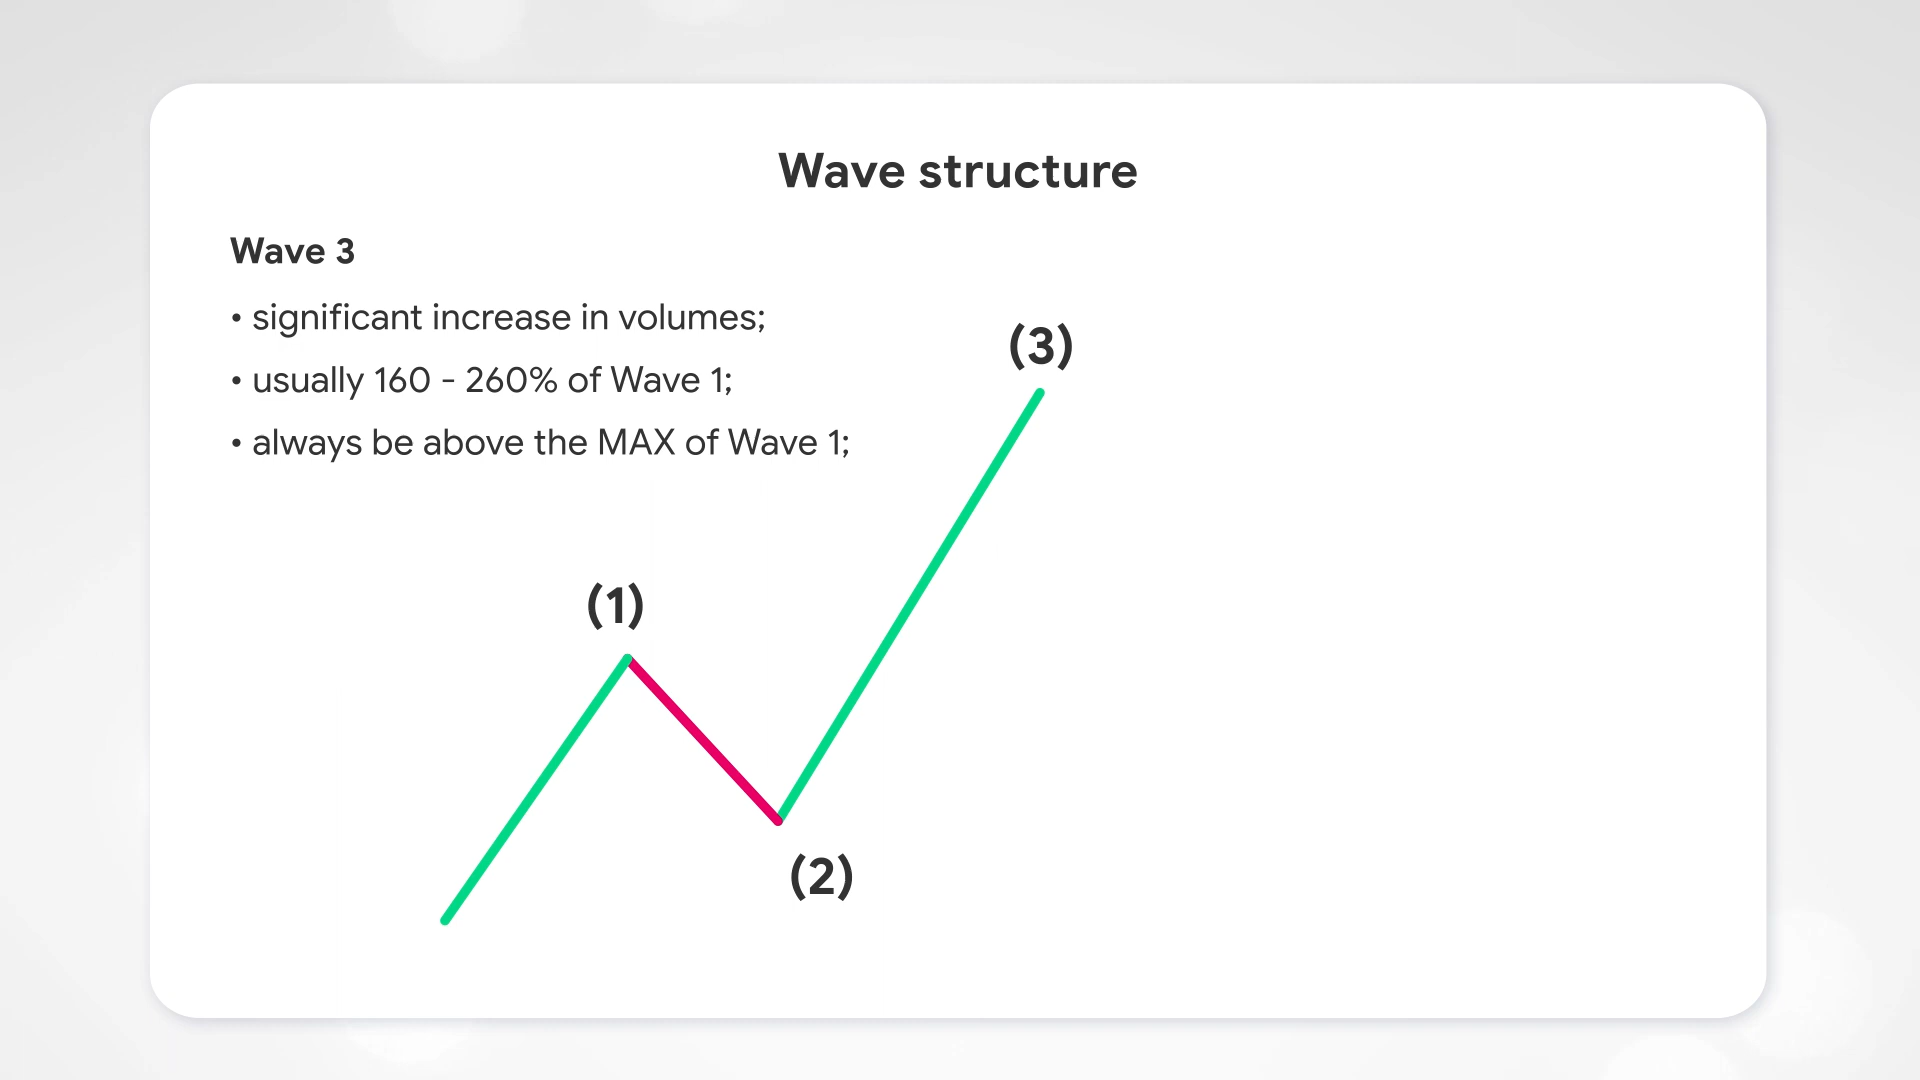 Wave structure
Wave 3
• significant increase in volumes;
• usually 160 - 260% of Wave 1;
• always be above the MAX of Wave 1;
(3)
(1)
(2)